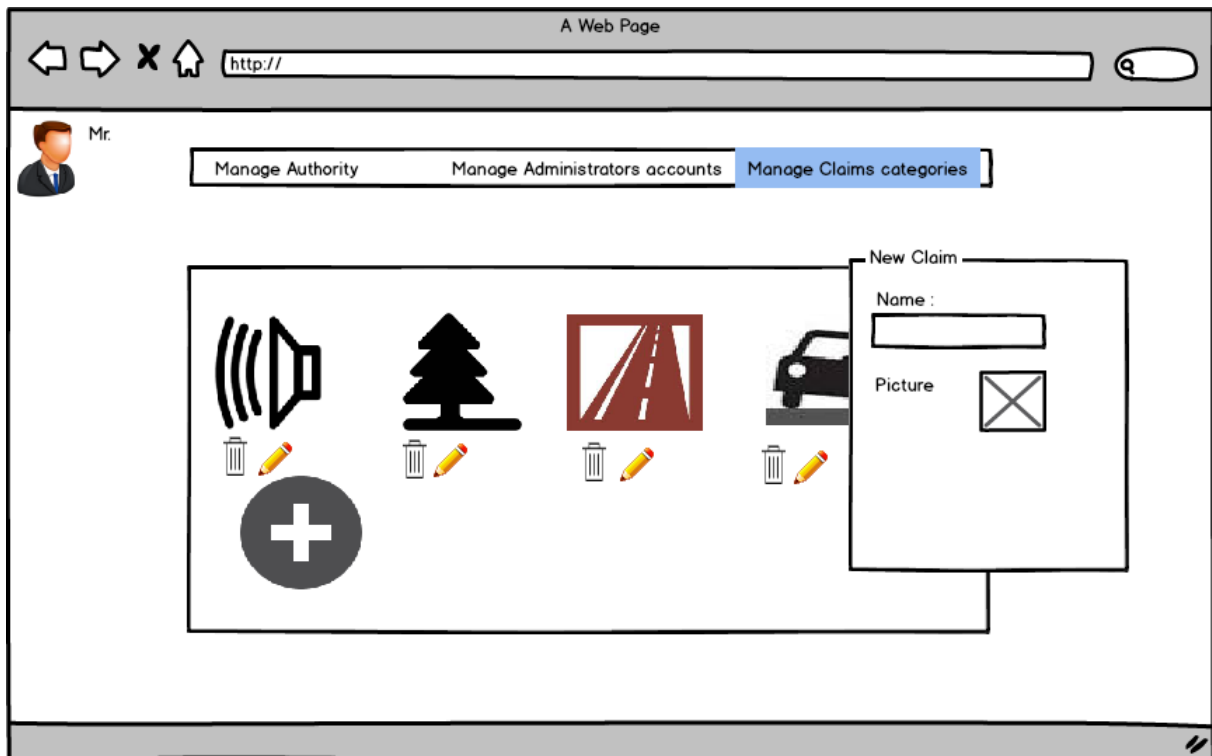 A Web Page
http://
Mr.
Manage Authority Manage Administrators accounts Manage Claims categories
New Claim
Name :
Picture